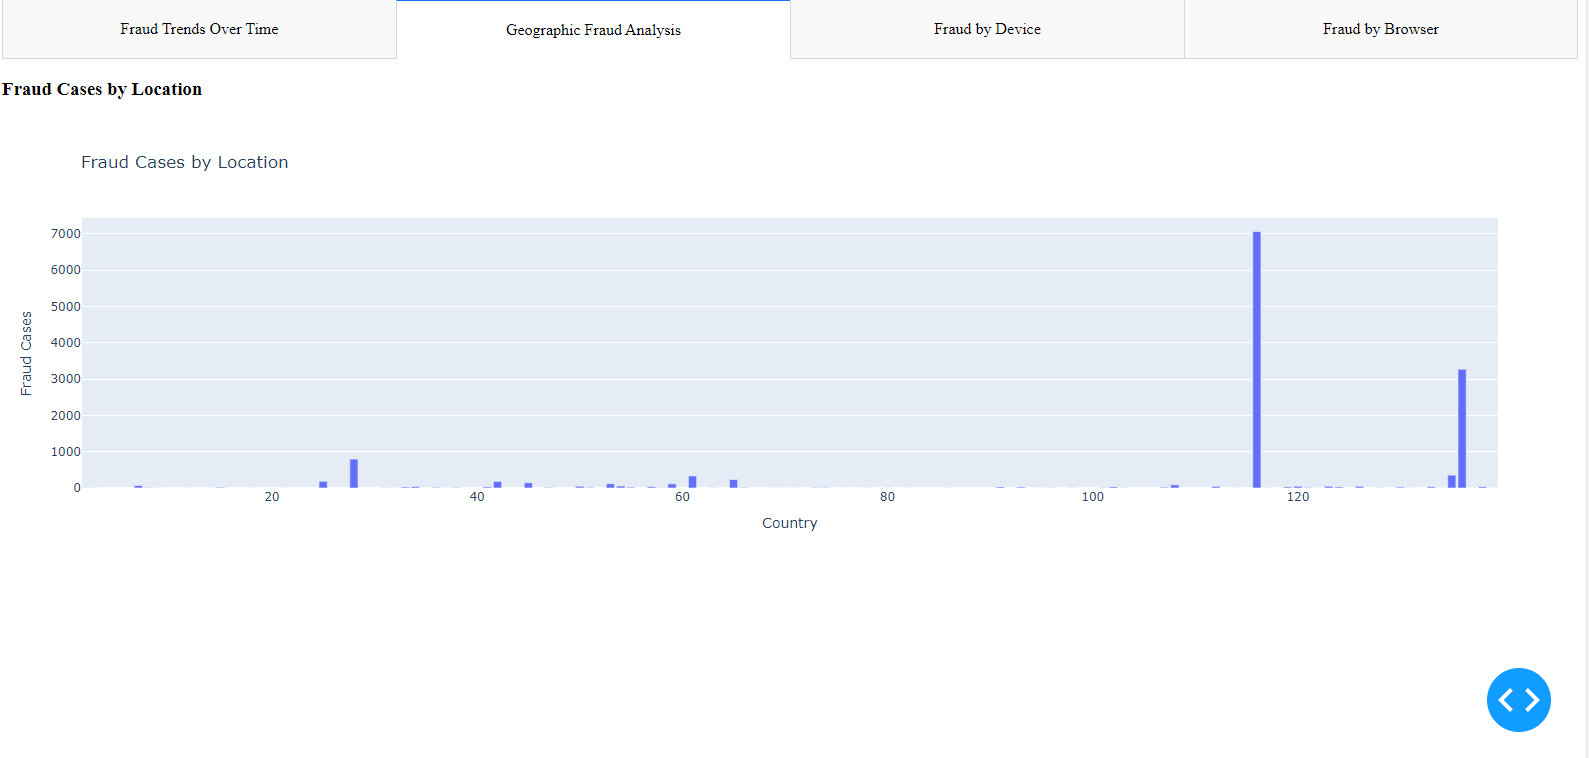 Fraud Trends Over Time
Geographic Fraud Analysis
Fraud by Device
Fraud by Browser
Fraud Cases by Location
Fraud Cases by Location
7000
6000
5000
4000
3000
2000
1000
0
Fraud Cases
20
40
60
80
100
120
Country